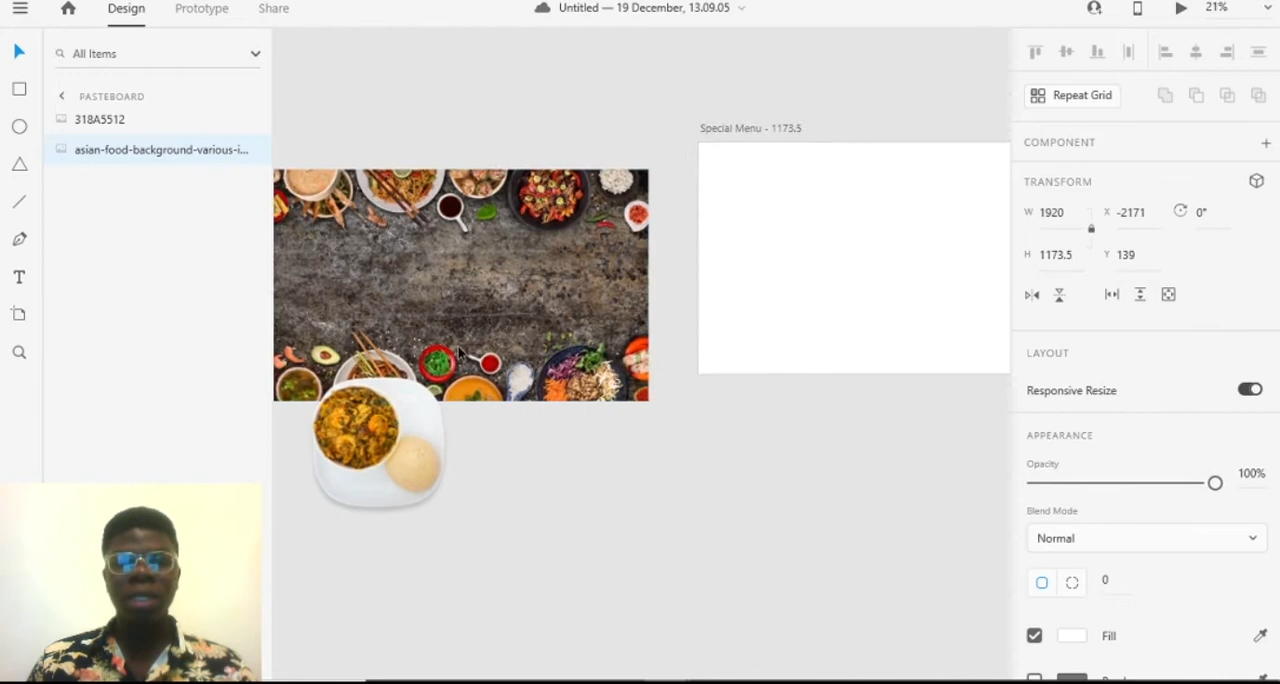 Design Prototype Share
Untitled — 19 December, 13.09.05
21%
All Items
PASTEBOARD
318A5512
asian-food-background-various-i...
Special Menu - 1173.5
Repeat Grid
COMPONENT
TRANSFORM
W 1920 X -2171 0°
H 1173.5 Y 139
LAYOUT
Responsive Resize
APPEARANCE
Opacity
100%
Blend Mode
Normal
0
Fill